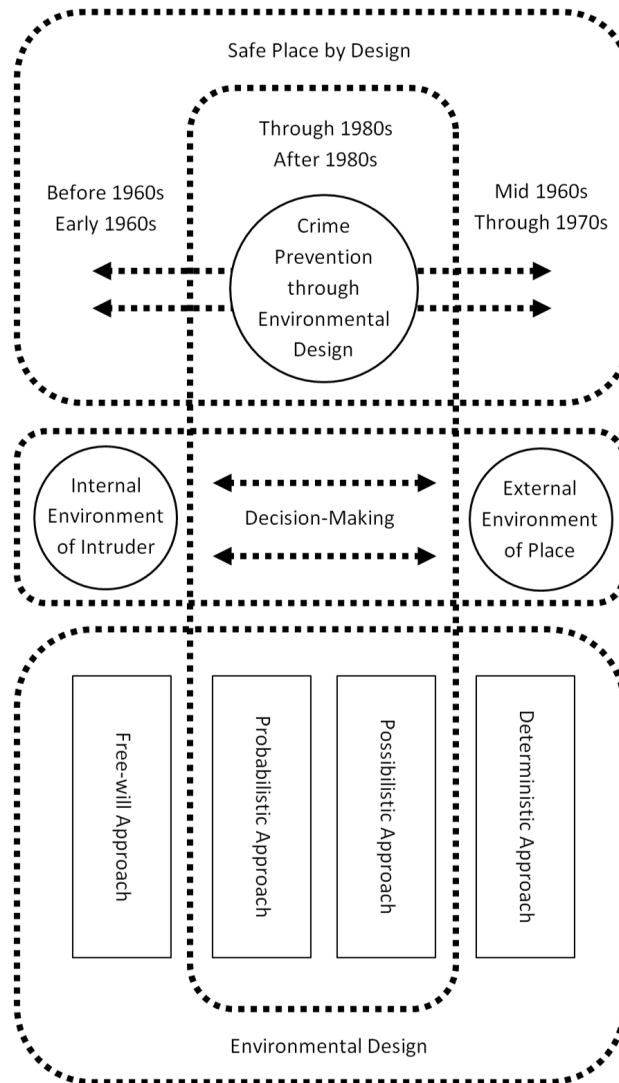 Safe Place by Design
Through 1980s
After 1980s
Before 1960s
Early 1960s
Mid 1960s
Through 1970s
Crime
Prevention
through
Environmental
Design
Internal
Environment
of Intruder
Decision-Making
External
Environment
of Place
Free-will Approach
Probabilistic Approach
Possibilistic Approach
Deterministic Approach
Environmental Design